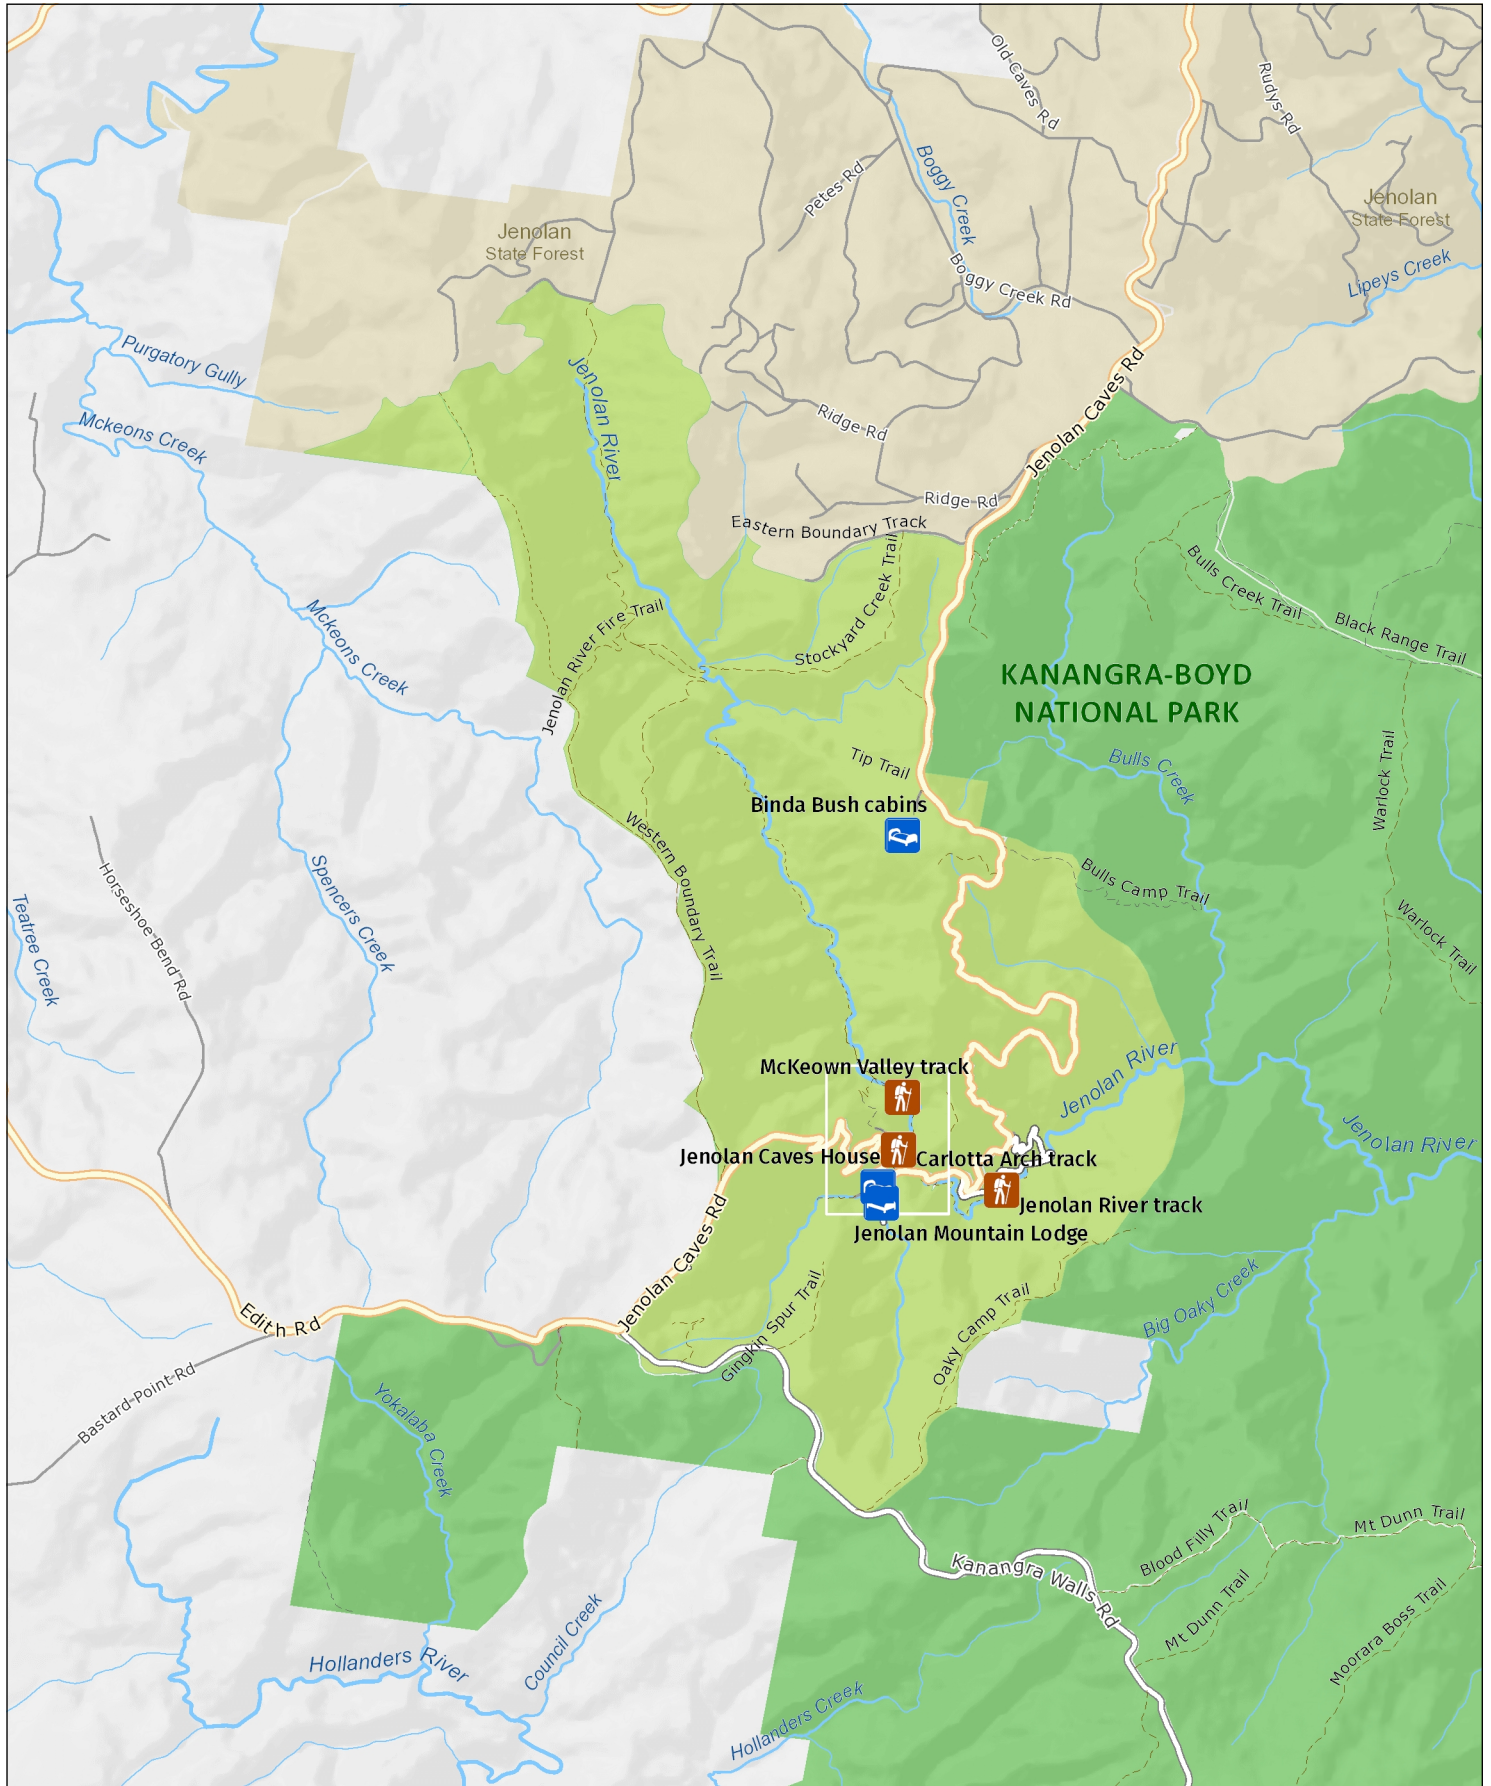 Old Caves Rd
Rudys Rd
Boggy Creek
Petes Rd
Jenolan
State Forest
Jenolan
State Forest
Boggy Creek Rd
Lipeys Creek
Purgatory Gully
Jenolan River
Jenolan Caves Rd
Mckeons Creek
Ridge Rd
Ridge Rd
Eastern Boundary Track
Stockyard Creek Trail
Bulls Creek Trail
Black Range Trail
Mckeons Creek
Jenolan River Fire Trail
KANANGRA-BOYD
NATIONAL PARK
Tip Trail
Bulls Creek
Warlock Trail
Binda Bush cabins
Western Boundary Trail
Horseshoe Bend Rd
Spencers Creek
Teatree Creek
Bulls Camp Trail
Warlock Trail
McKeown Valley track
Jenolan River
Jenolan River
Jenolan Caves House
Carlotta Arch track
Jenolan River track
Jenolan Mountain Lodge
Jenolan Caves Rd
Gingkin Spur Trail
Oaky Camp Trail
Big Oaky Creek
Edith Rd
Bastard Point Rd
Yokalaba Creek
Kanangra Walls Rd
Blood Filly Trail
Mt Dunn Trail
Mt Dunn Trail
Moorara Boss Trail
Council Creek
Hollanders River
Hollanders Creek